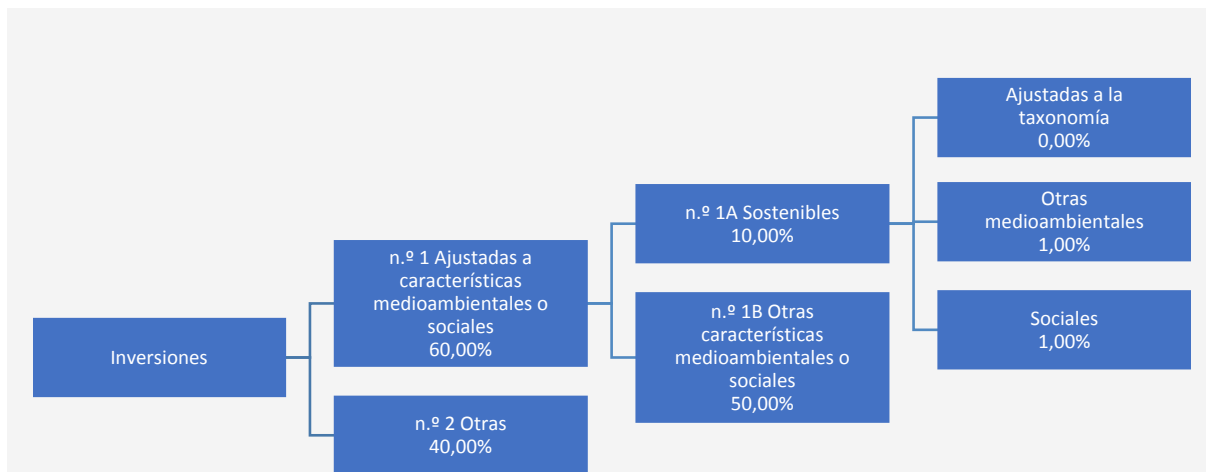 Inversiones
n.º 1 Ajustadas a
características
medioambientales o
sociales
60,00%
n.º 2 Otras
40,00%
n.º 1A Sostenibles
10,00%
n.º 1B Otras
características
medioambientales o
sociales
50,00%
Ajustadas a la
taxonomía
0,00%
Otras
medioambientales
1,00%
Sociales
1,00%